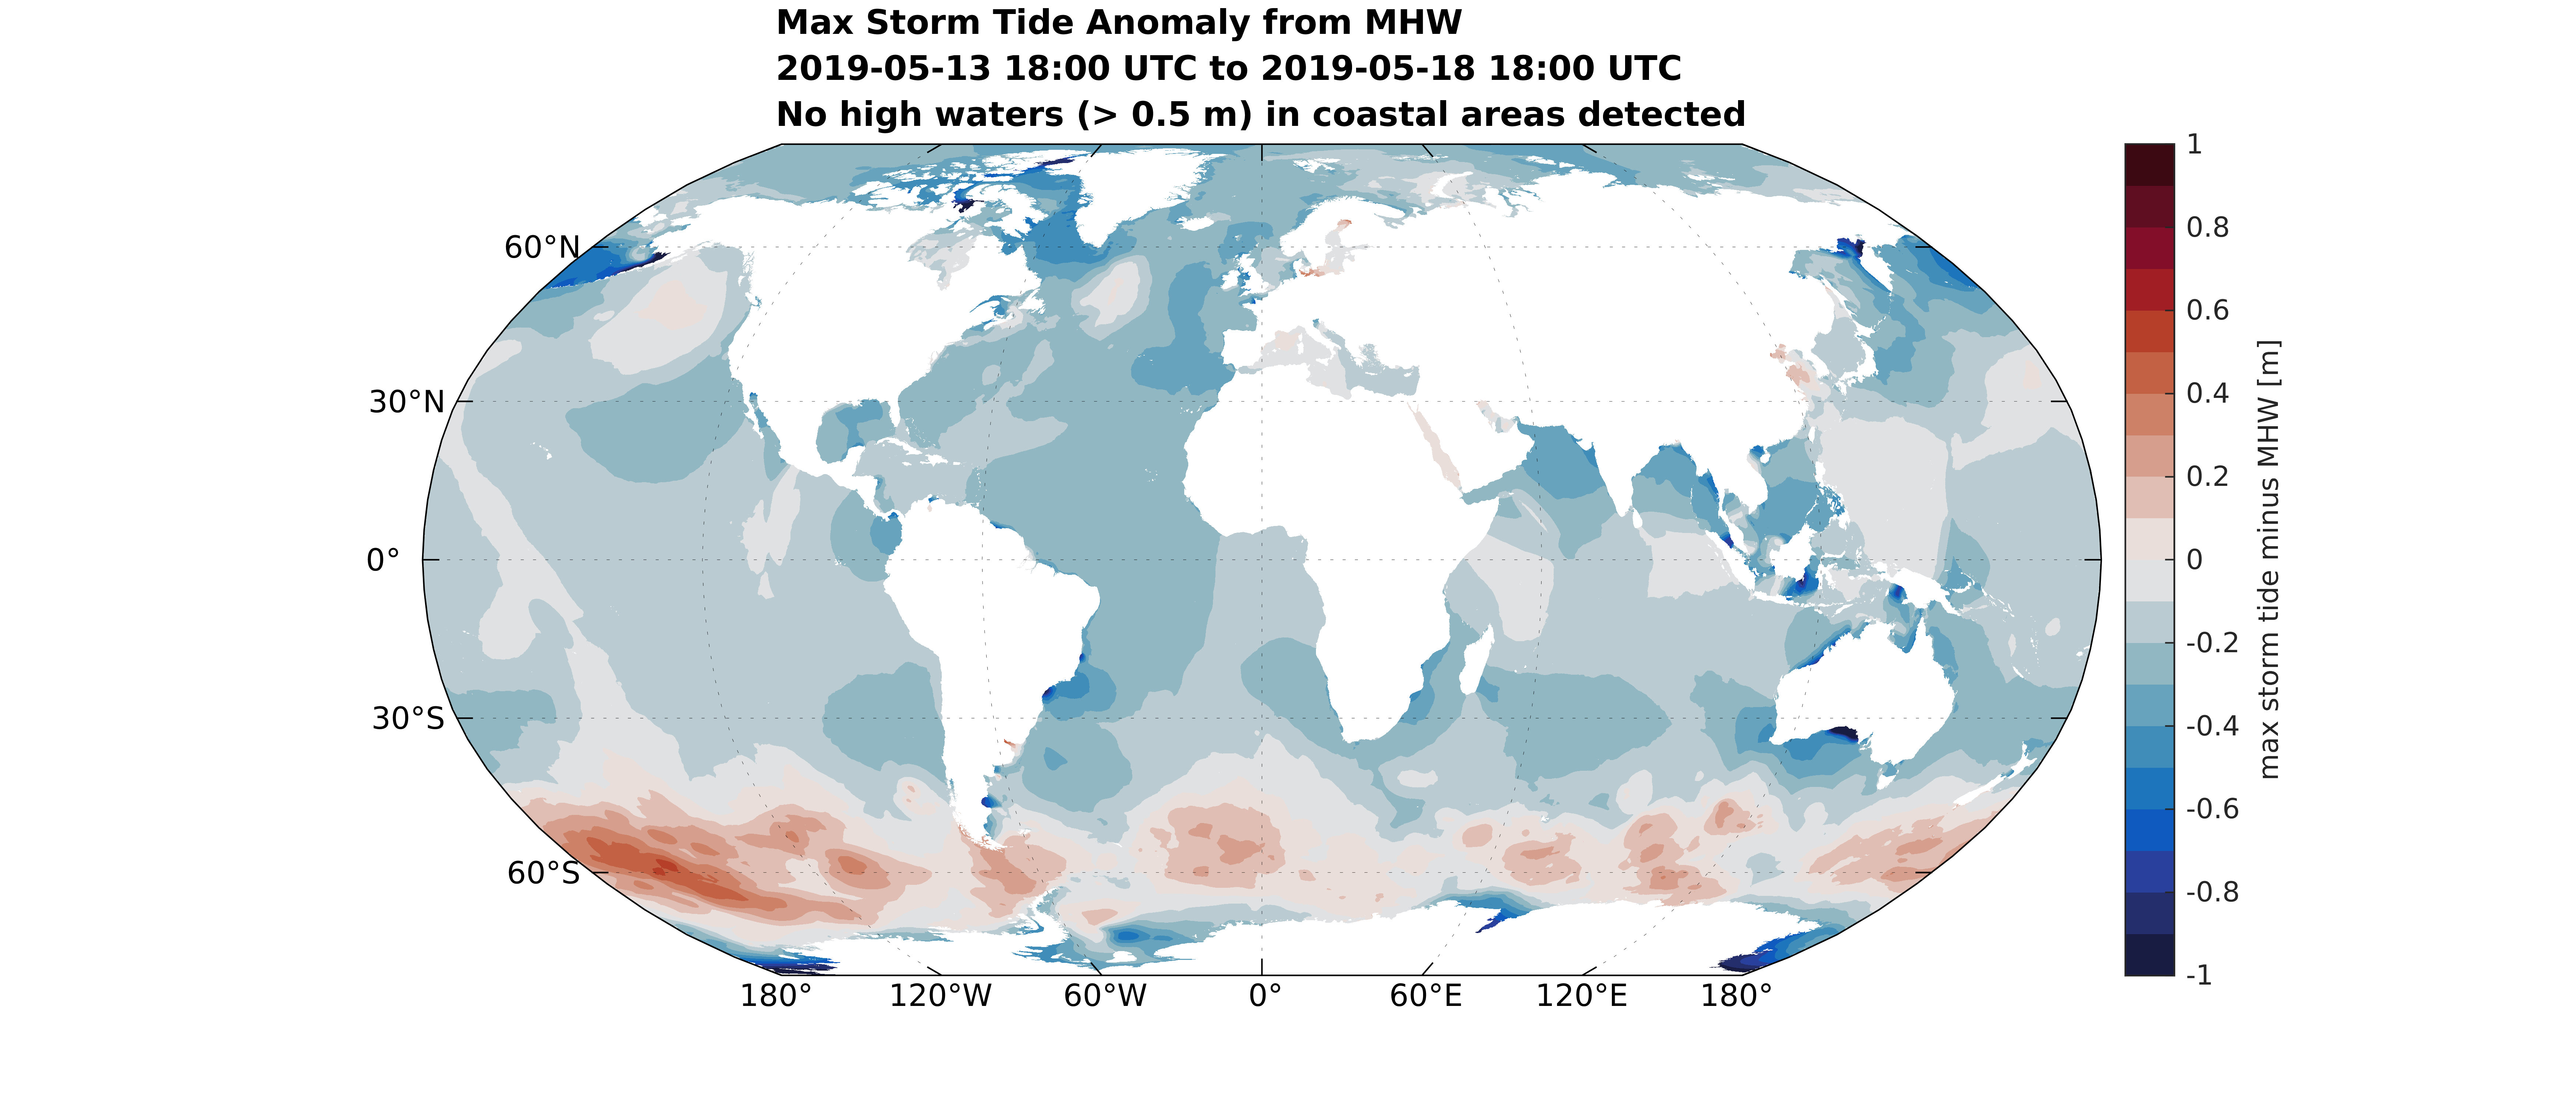 Max Storm Tide Anomaly from MHW
2019-05-13 18:00 UTC to 2019-05-18 18:00 UTC
No high waters (> 0.5 m) in coastal areas detected
60°N
30°N
0°
30°S
60°S
180°
120°W
60°W
0°
60°E
120°E
180°
1
0.8
0.6
0.4
0.2
0
-0.2
-0.4
-0.6
-0.8
-1
max storm tide minus MHW [m]